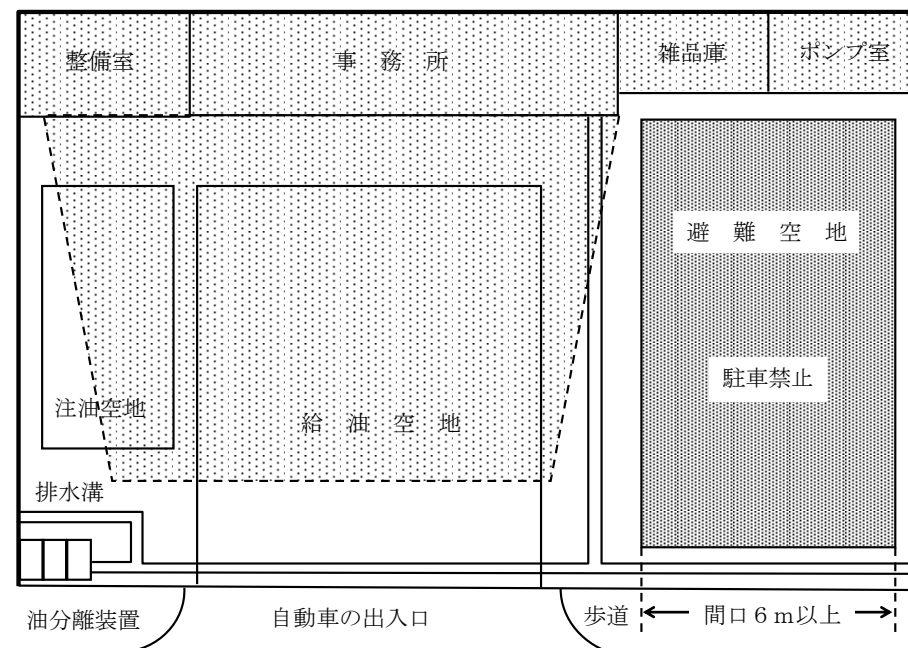 整備室
事　務　所
雑品庫
ポンプ室
避　難　空　地
駐車禁止
注油空地
給　油　空　地
排水溝
油分離装置
自動車の出入口
歩道
間口６ｍ以上